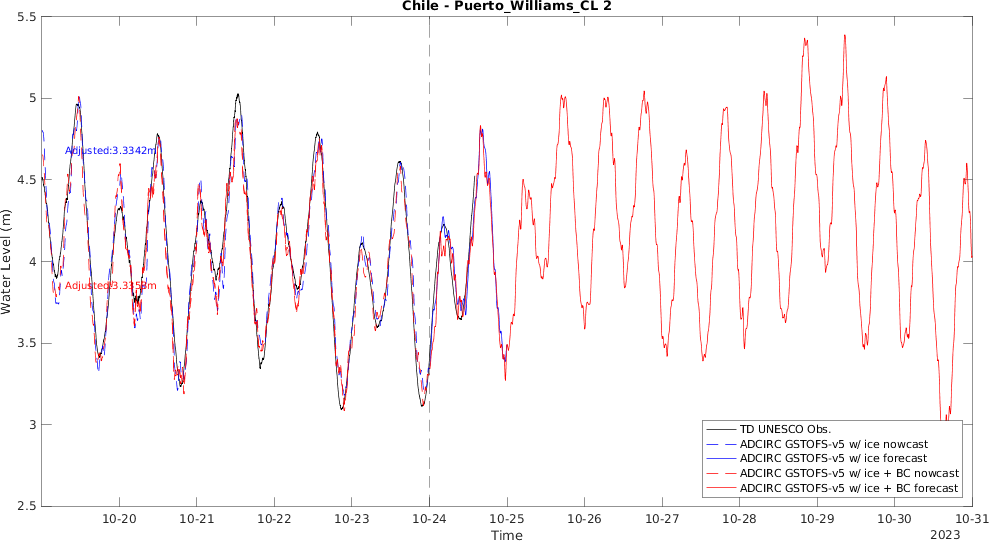 Chile - Puerto_Williams_CL 2
5.5
5
4.5
4
3.5
3
2.5
Water Level (m)
Adjusted:3.3342m
Adjusted:3.3353m
TD UNESCO Obs.
ADCIRC GSTOFS-v5 w/ ice nowcast
ADCIRC GSTOFS-v5 w/ ice forecast
ADCIRC GSTOFS-v5 w/ ice + BC nowcast
ADCIRC GSTOFS-v5 w/ ice + BC forecast
10-20 10-21 10-22 10-23 10-24 10-25 10-26 10-27 10-28 10-29 10-30 10-31
Time
2023